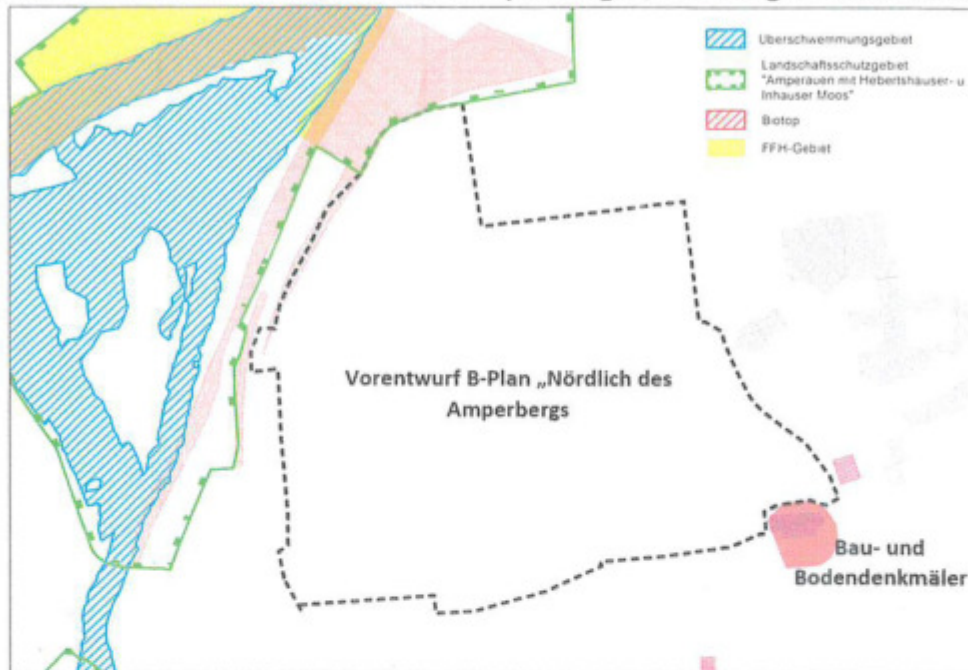 Überschwemmungsgebiet
Landschaftsschutzgebiet
"Amperauen mit Hebertshauser- u
Inhauser Moos"
Biotop
FFH-Gebiet
Vorentwurf B-Plan „Nördlich des
Amperbergs
Bau- und
Bodendenkmäler